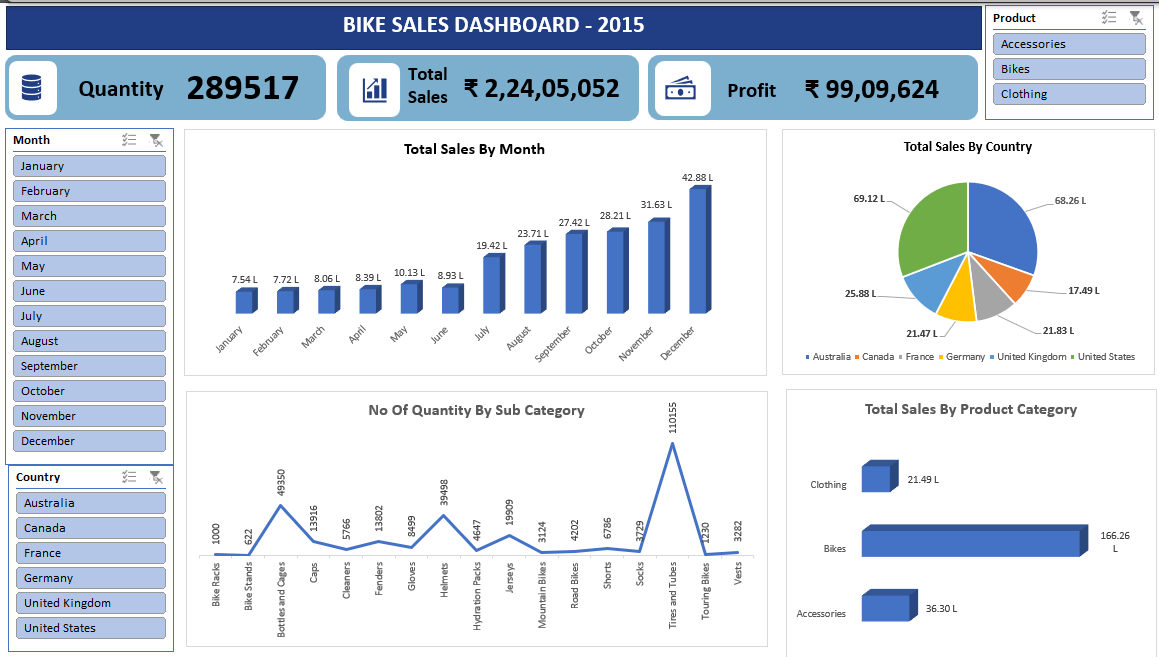 BIKE SALES DASHBOARD - 2015
Product
Accessories
Bikes
Clothing
Quantity
289517
Total
Sales
₹ 2,24,05,052
Profit
₹ 99,09,624
Month
January
February
March
April
May
June
July
August
September
October
November
December
Country
Australia
Canada
France
Germany
United Kingdom
United States
Total Sales By Month
7.54 L
7.72 L
8.06 L
8.39 L
10.13 L
8.93 L
19.42 L
23.71 L
27.42 L
28.21 L
31.63 L
42.88 L
January
February
March
April
May
June
July
August
September
October
November
December
Total Sales By Country
69.12 L
68.26 L
25.88 L
17.49 L
21.47 L
21.83 L
Australia Canada France Germany United Kingdom United States
No Of Quantity By Sub Category
1000
622
49350
13916
5766
13802
8499
39498
4647
19909
3124
4202
6786
3729
110155
1230
3282
Bike Racks
Bike Stands
Bottles and Cages
Caps
Cleaners
Fenders
Gloves
Helmets
Hydration Packs
Jerseys
Mountain Bikes
Road Bikes
Shorts
Socks
Tires and Tubes
Touring Bikes
Vests
Total Sales By Product Category
Clothing
21.49 L
Bikes
166.26
L
Accessories
36.30 L